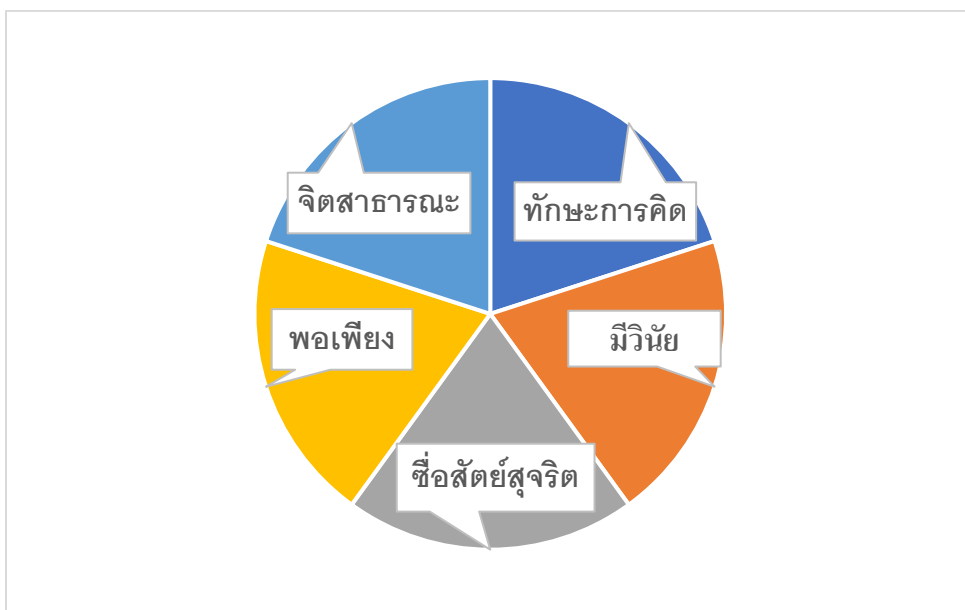 จิตสาธารณะ
ทักษะการคิด
พอเพียง
มีวินัย
ซื่อสัตย์สุจริต